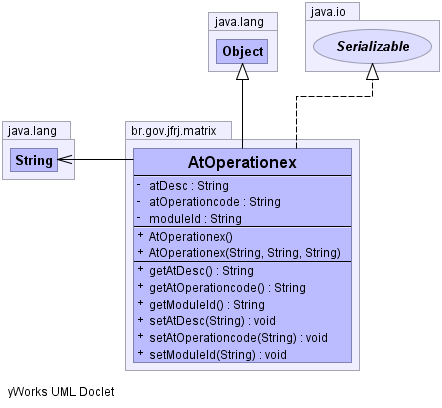 java.lang
Object
java.io
Serializable
java.lang
String
br.gov.jfrj.matrix
AtOperationex
- atDesc : String
- atOperationcode : String
- moduleId : String
+ AtOperationex()
+ AtOperationex(String, String, String)
+ getAtDesc() : String
+ getAtOperationcode() : String
+ getModuleId() : String
+ setAtDesc(String) : void
+ setAtOperationcode(String) : void
+ setModuleId(String) : void
yWorks UML Doclet